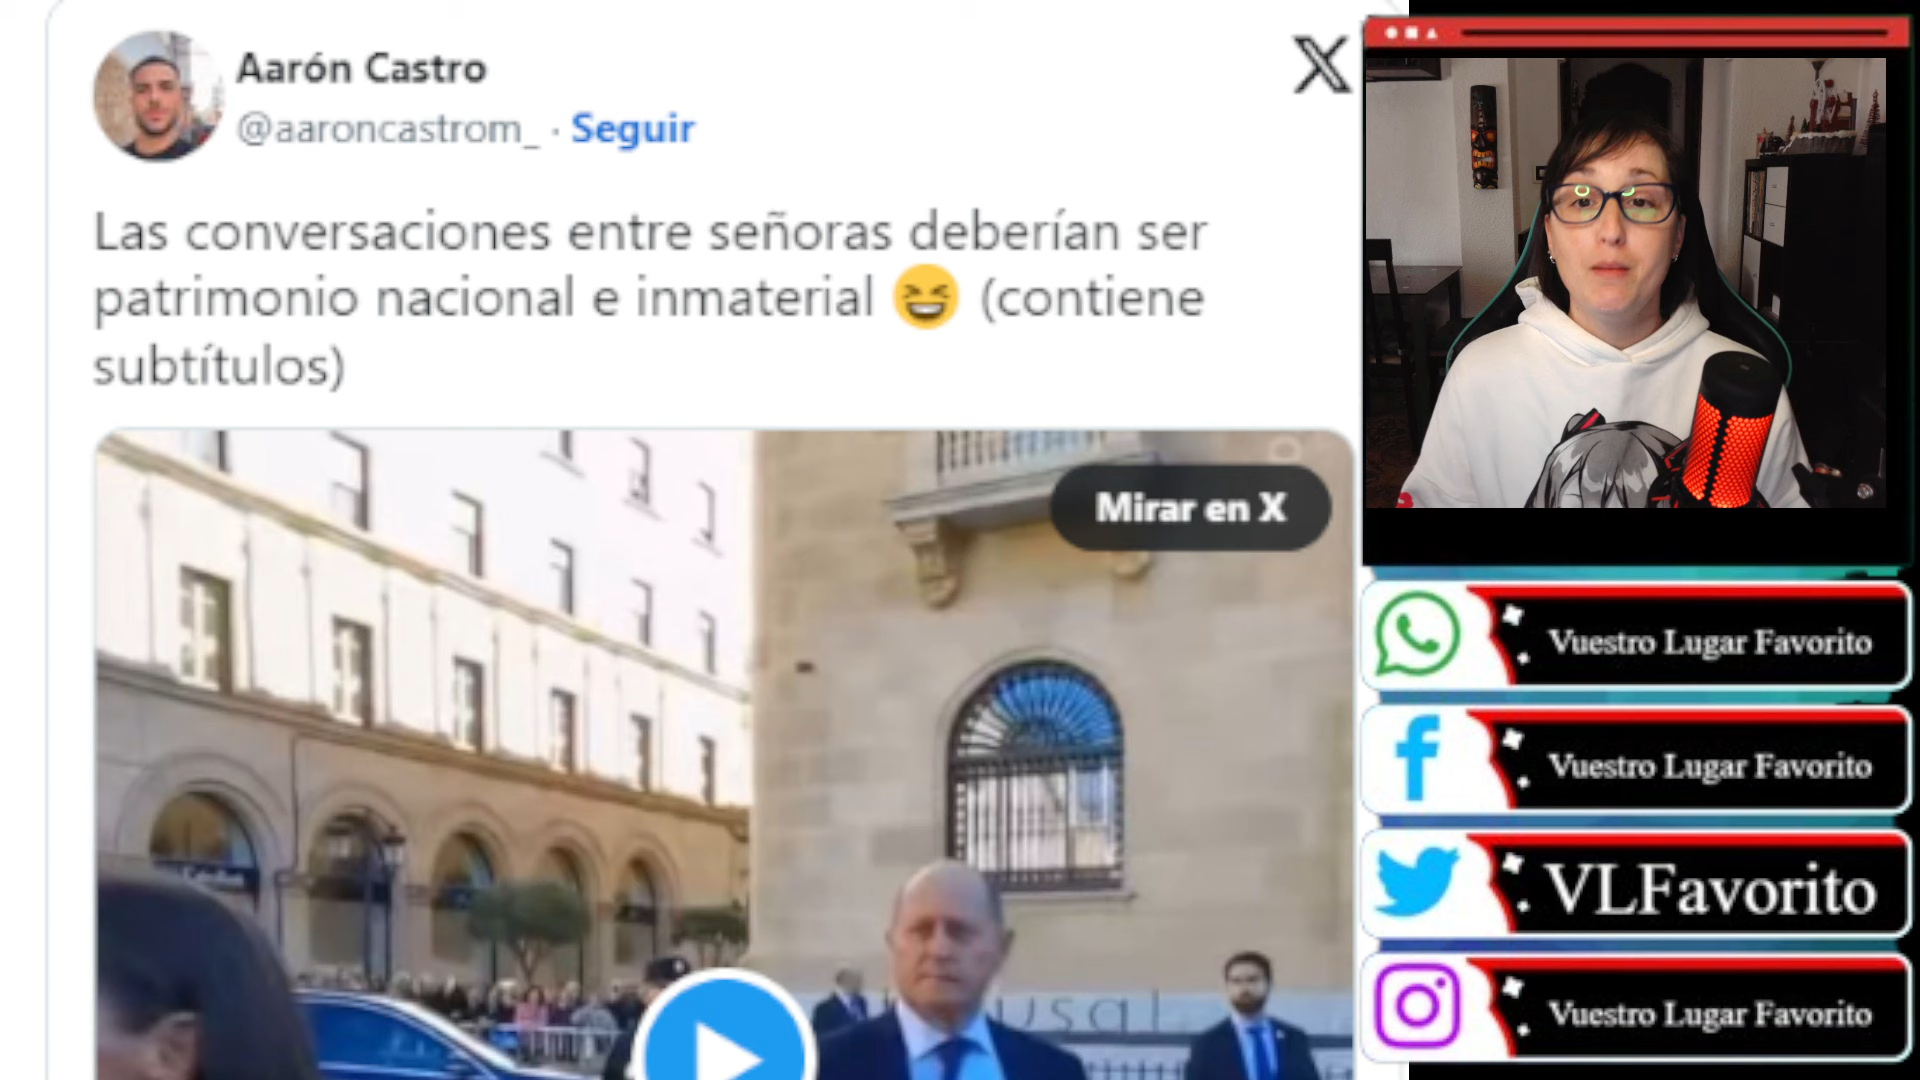 Aarón Castro
@aaroncastrom_ · Seguir
Las conversaciones entre señoras deberían ser
patrimonio nacional e inmaterial 😆 (contiene
subtítulos)
Mirar en X
Vuestro Lugar Favorito
Vuestro Lugar Favorito
VLFavorito
Vuestro Lugar Favorito